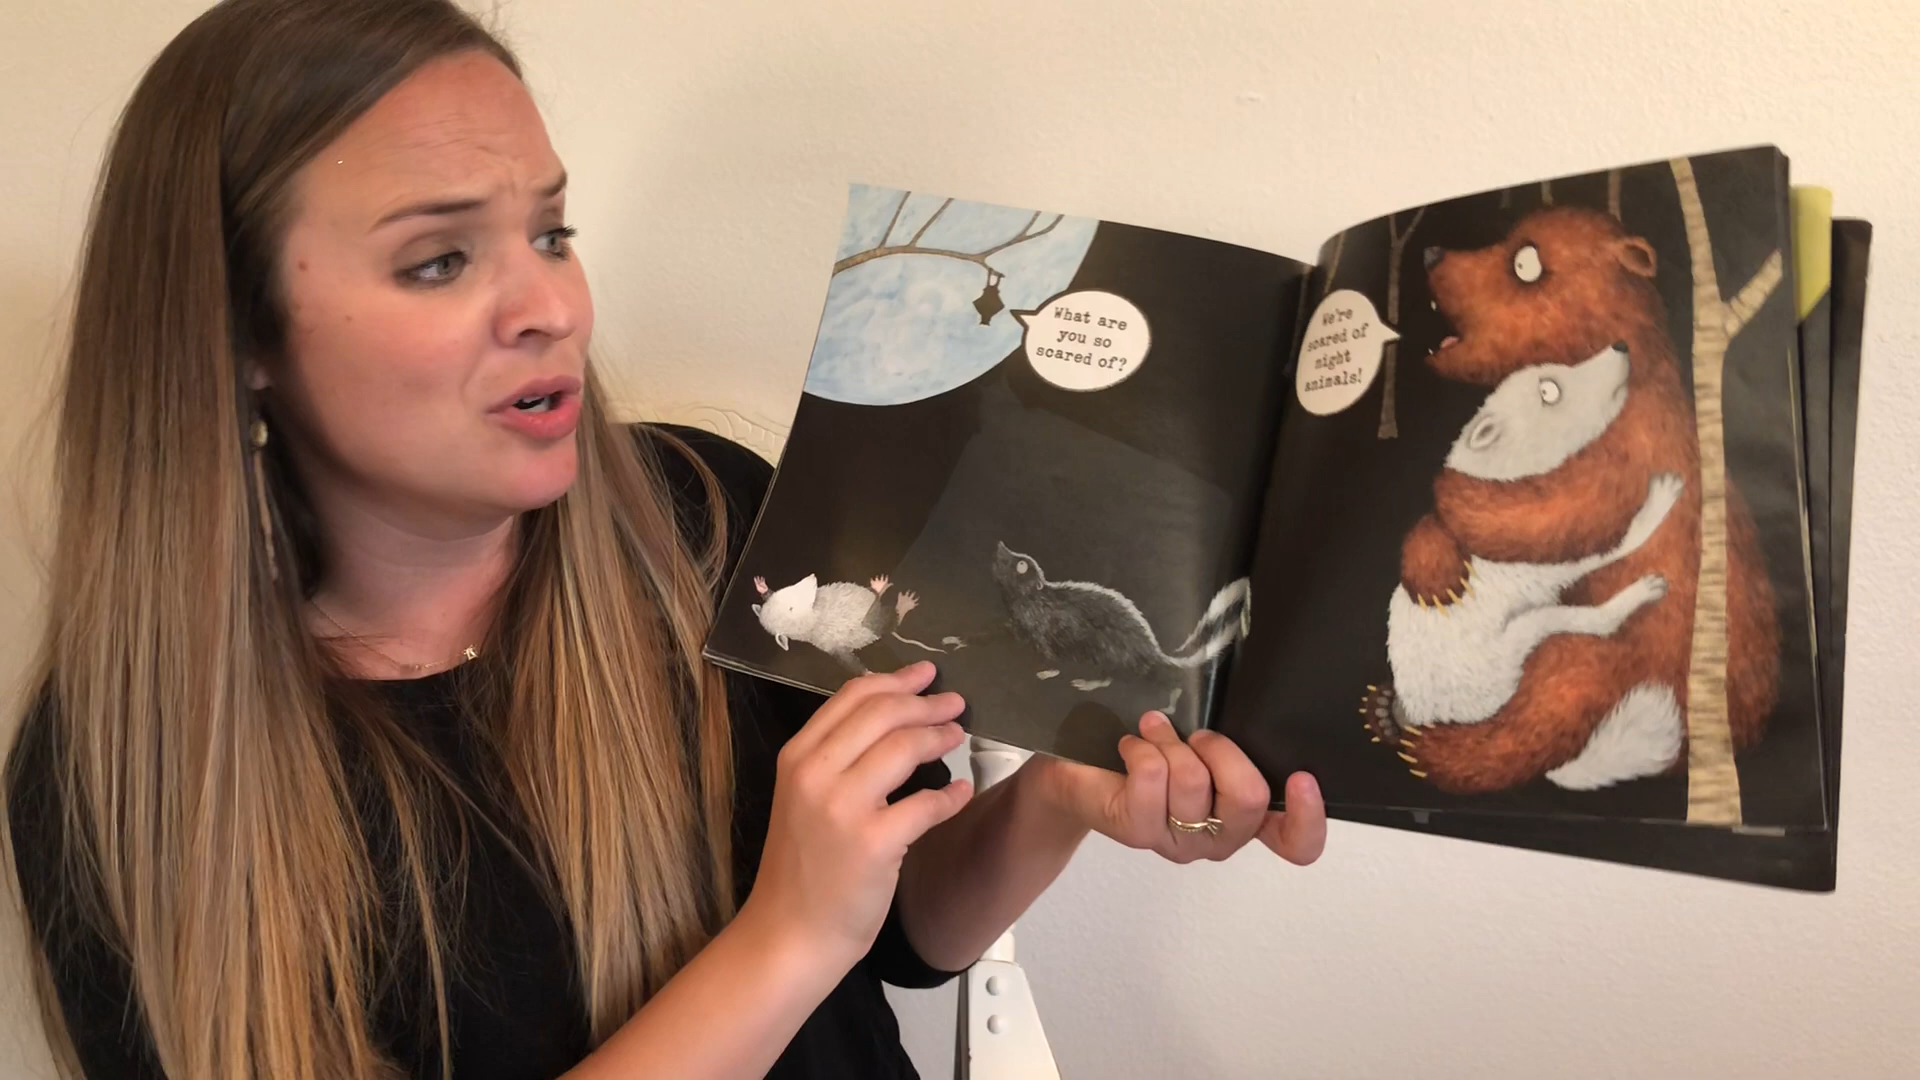 What are
you so
scared of?
We're
scared of
night
animals!